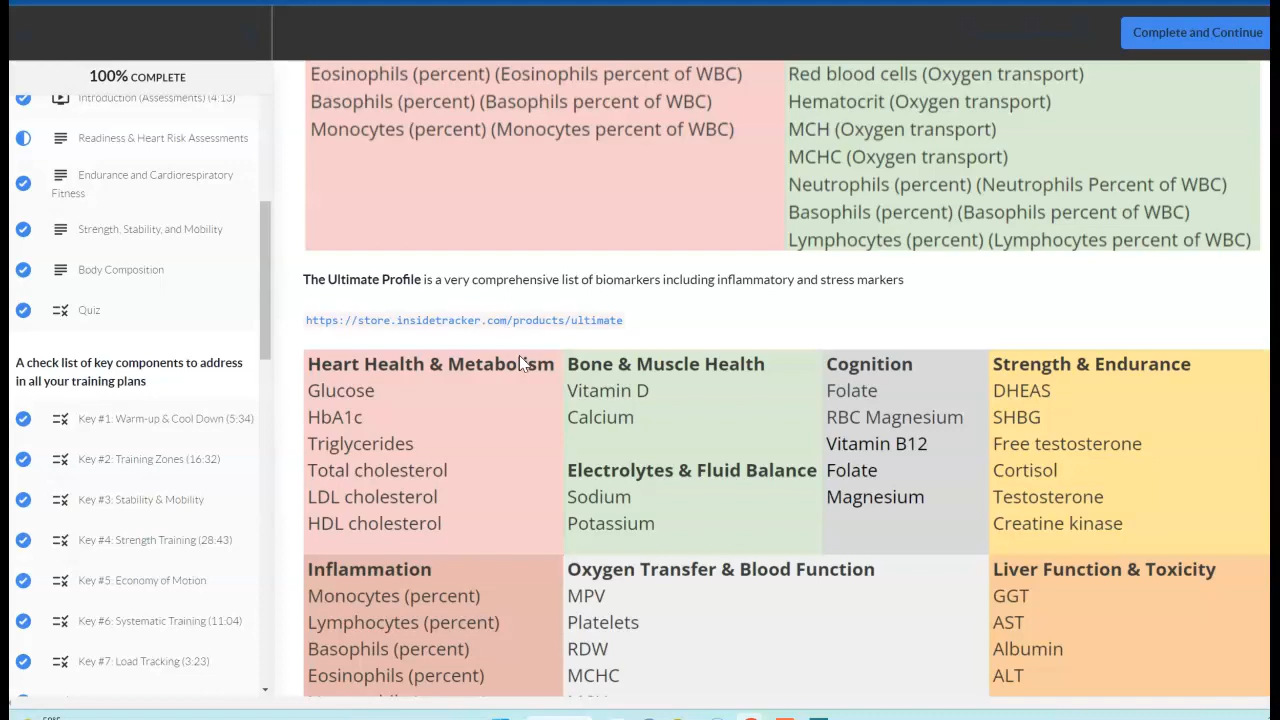 Complete and Continue
100% COMPLETE
Introduction (Assessments) (4:13)
Readiness & Heart Risk Assessments
Endurance and Cardiorespiratory
Fitness
Strength, Stability, and Mobility
Body Composition
Quiz
A check list of key components to address
in all your training plans
Key #1: Warm-up & Cool Down (5:34)
Key #2: Training Zones (16:32)
Key #3: Stability & Mobility
Key #4: Strength Training (28:43)
Key #5: Economy of Motion
Key #6: Systematic Training (11:04)
Key #7: Load Tracking (3:23)
Eosinophils (percent) (Eosinophils percent of WBC)
Basophils (percent) (Basophils percent of WBC)
Monocytes (percent) (Monocytes percent of WBC)
Red blood cells (Oxygen transport)
Hematocrit (Oxygen transport)
MCH (Oxygen transport)
MCHC (Oxygen transport)
Neutrophils (percent) (Neutrophils Percent of WBC)
Basophils (percent) (Basophils percent of WBC)
Lymphocytes (percent) (Lymphocytes percent of WBC)
The Ultimate Profile is a very comprehensive list of biomarkers including inflammatory and stress markers
https://store.insidetracker.com/products/ultimate
Heart Health & Metabolism
Glucose
HbA1c
Triglycerides
Total cholesterol
LDL cholesterol
HDL cholesterol
Bone & Muscle Health
Vitamin D
Calcium
Electrolytes & Fluid Balance
Sodium
Potassium
Cognition
Folate
RBC Magnesium
Vitamin B12
Folate
Magnesium
Strength & Endurance
DHEAS
SHBG
Free testosterone
Cortisol
Testosterone
Creatine kinase
Inflammation
Monocytes (percent)
Lymphocytes (percent)
Basophils (percent)
Eosinophils (percent)
Oxygen Transfer & Blood Function
MPV
Platelets
RDW
MCHC
Liver Function & Toxicity
GGT
AST
Albumin
ALT